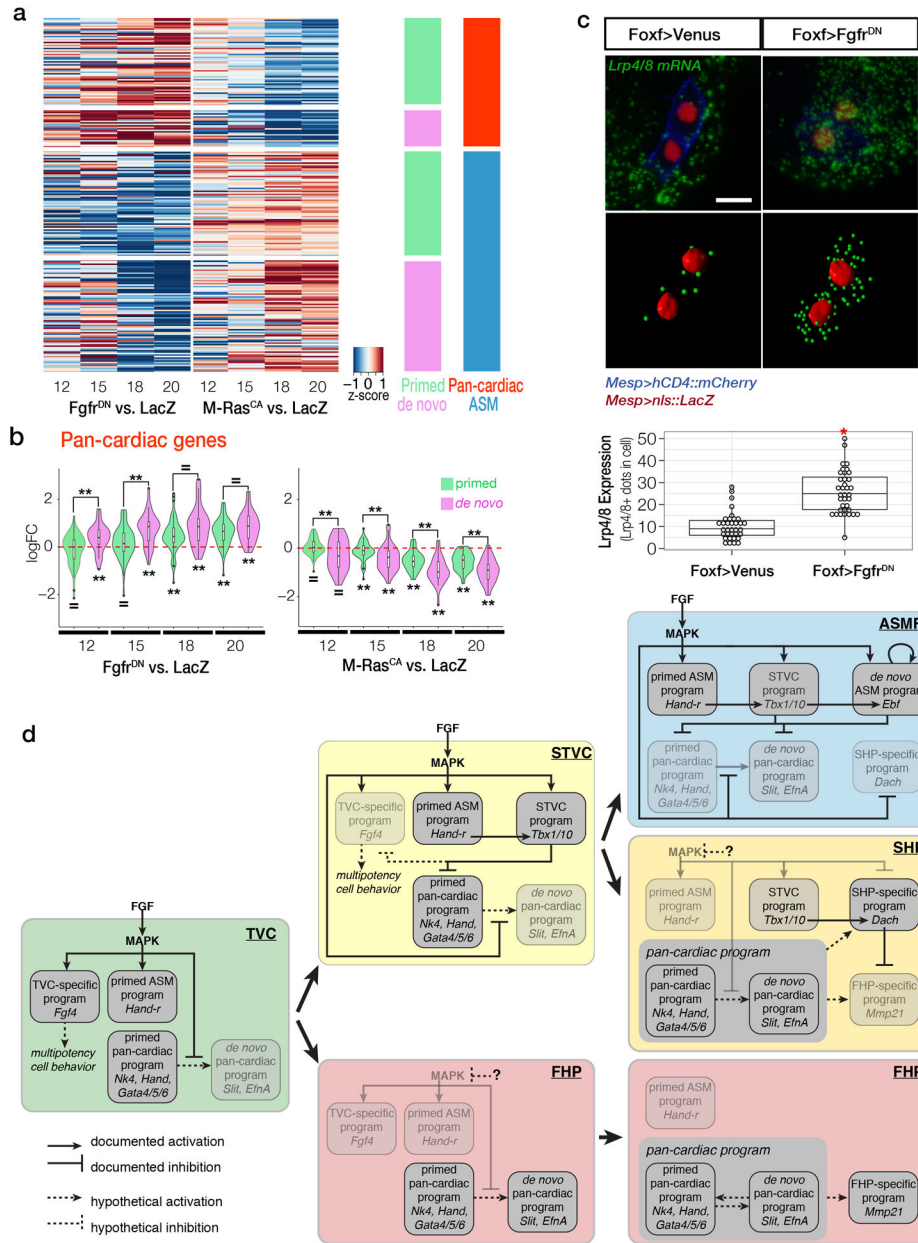 a
12 15 18 20 12 15 18 20
Fgfr^DN vs. LacZ M-Ras^CA vs. LacZ
−1 0 1
z-score
Primed
de novo
Pan-cardiac
ASM
c
Foxf>Venus
Foxf>Fgfr^DN
Lrp4/8 mRNA
Mesp>hCD4::mCherry
Mesp>nls::LacZ
Lrp4/8 Expression
(Lrp4/8+ dots in cell)
50
40
30
20
10
0
*
Foxf>Venus Foxf>Fgfr^DN
b
Pan-cardiac genes
logFC
2
0
−2
** ** = =
= ** = ** ** ** ** **
12 15 18 20
Fgfr^DN vs. LacZ
2
0
−2
primed
de novo
** ** ** **
= = ** ** ** ** ** **
12 15 18 20
M-Ras^CA vs. LacZ
d
TVC
FGF
MAPK
TVC-specific
program
Fgf4
primed ASM
program
Hand-r
multipotency
cell behavior
primed
pan-cardiac
program
Nk4, Hand,
Gata4/5/6
de novo
pan-cardiac
program
Slit, EfnA
documented activation
documented inhibition
hypothetical activation
hypothetical inhibition
STVC
FGF
MAPK
TVC-specific
program
Fgf4
primed ASM
program
Hand-r
STVC
program
Tbx1/10
multipotency
cell behavior
primed
pan-cardiac
program
Nk4, Hand,
Gata4/5/6
de novo
pan-cardiac
program
Slit, EfnA
FHP
MAPK ?
TVC-specific
program
Fgf4
primed ASM
program
Hand-r
primed
pan-cardiac
program
Nk4, Hand,
Gata4/5/6
de novo
pan-cardiac
program
Slit, EfnA
FGF
ASMP
MAPK
primed ASM
program
Hand-r
STVC
program
Tbx1/10
de novo
ASM program
Ebf
primed
pan-cardiac
program
Nk4, Hand,
Gata4/5/6
de novo
pan-cardiac
program
Slit, EfnA
SHP-specific
program
Dach
SHP
MAPK ?
primed ASM
program
Hand-r
STVC
program
Tbx1/10
SHP-specific
program
Dach
pan-cardiac program
primed
pan-cardiac
program
Nk4, Hand,
Gata4/5/6
de novo
pan-cardiac
program
Slit, EfnA
FHP-specific
program
Mmp21
FHP
primed ASM
program
Hand-r
pan-cardiac program
primed
pan-cardiac
program
Nk4, Hand,
Gata4/5/6
de novo
pan-cardiac
program
Slit, EfnA
FHP-specific
program
Mmp21